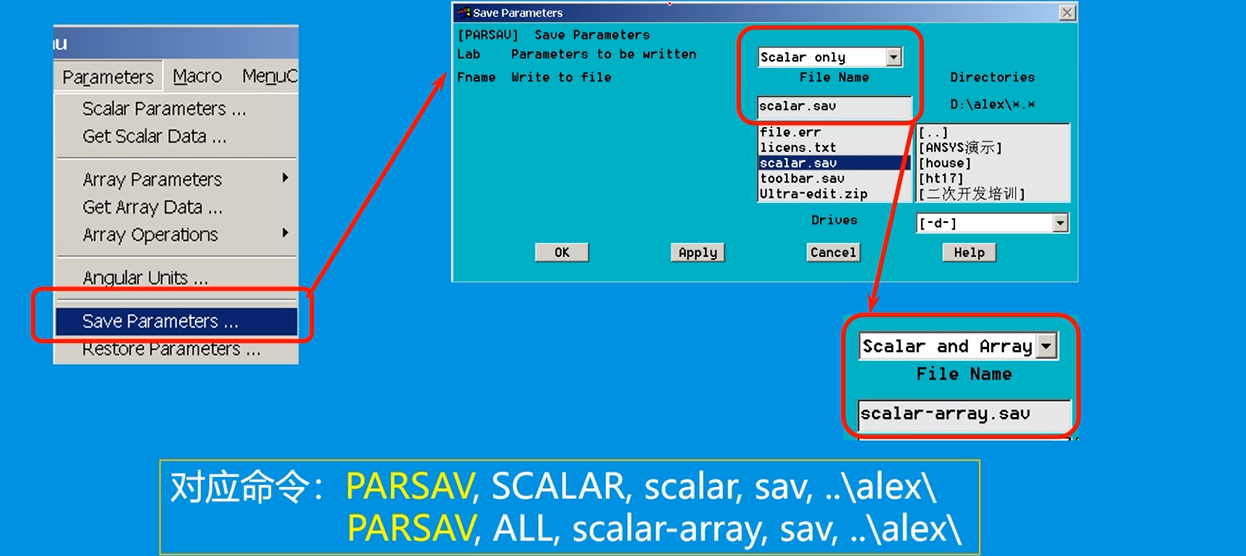 Parameters Macro
Scalar Parameters ...
Get Scalar Data ...
Array Parameters
Get Array Data ...
Array Operations
Angular Units ...
Save Parameters ...
Restore Parameters ...
Save Parameters
[PARSAV] Save Parameters
Lab Parameters to be written
Scalar only
Fname Write to file
File Name
Directories
scalar.sav
D:\alex\*.*
file.err
licens.txt
scalar.sav
toolbar.sav
Ultra-edit.zip
[..]
[ANSYS演示]
[house]
[ht17]
[二次开发培训]
Drives
[-d-]
OK Apply Cancel Help
Scalar and Array
File Name
scalar-array.sav
对应命令：PARSAV, SCALAR, scalar, sav, ..\alex\
PARSAV, ALL, scalar-array, sav, ..\alex\